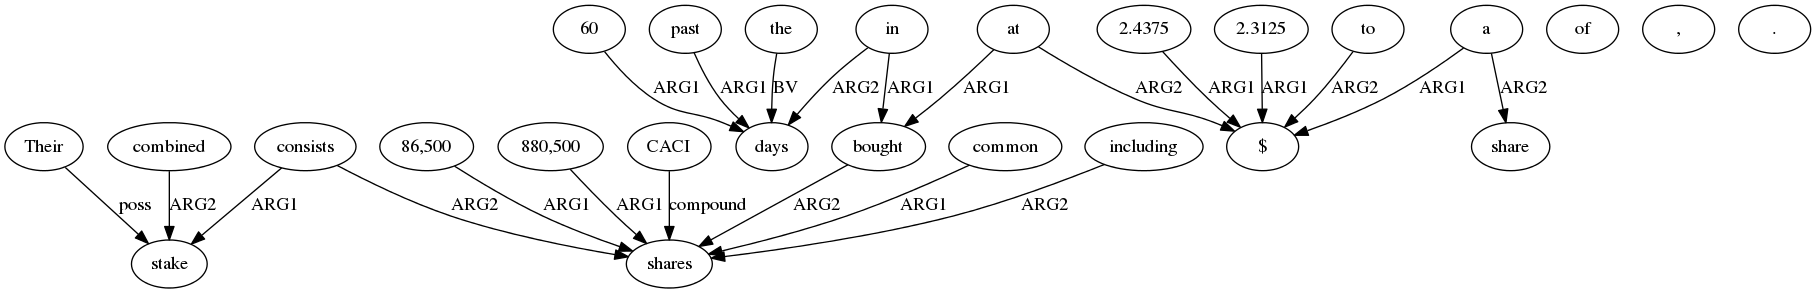 60 past the in at 2.4375 2.3125 to a of , .
ARG1 ARG1 BV ARG2 ARG1 ARG1 ARG2 ARG1 ARG1 ARG2 ARG1 ARG2
Their combined consists 86,500 880,500 CACI days bought common including $ share
poss ARG2 ARG1 ARG2 ARG1 ARG1 compound ARG2 ARG1 ARG2
stake shares